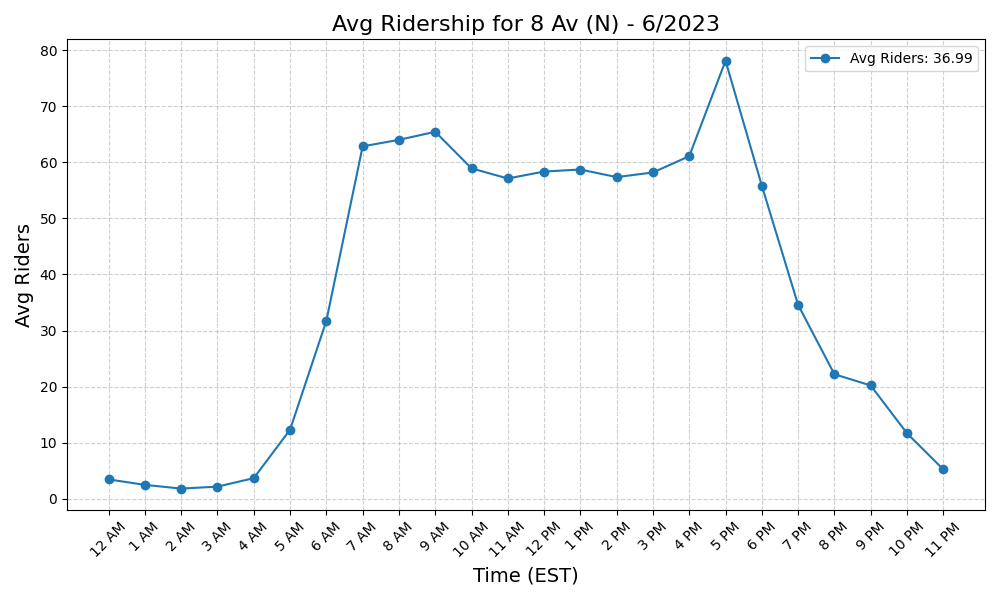 Avg Ridership for 8 Av (N) - 6/2023
Avg Riders: 36.99
Avg Riders
80
70
60
50
40
30
20
10
0
12 AM
1 AM
2 AM
3 AM
4 AM
5 AM
6 AM
7 AM
8 AM
9 AM
10 AM
11 AM
12 PM
1 PM
2 PM
3 PM
4 PM
5 PM
6 PM
7 PM
8 PM
9 PM
10 PM
11 PM
Time (EST)